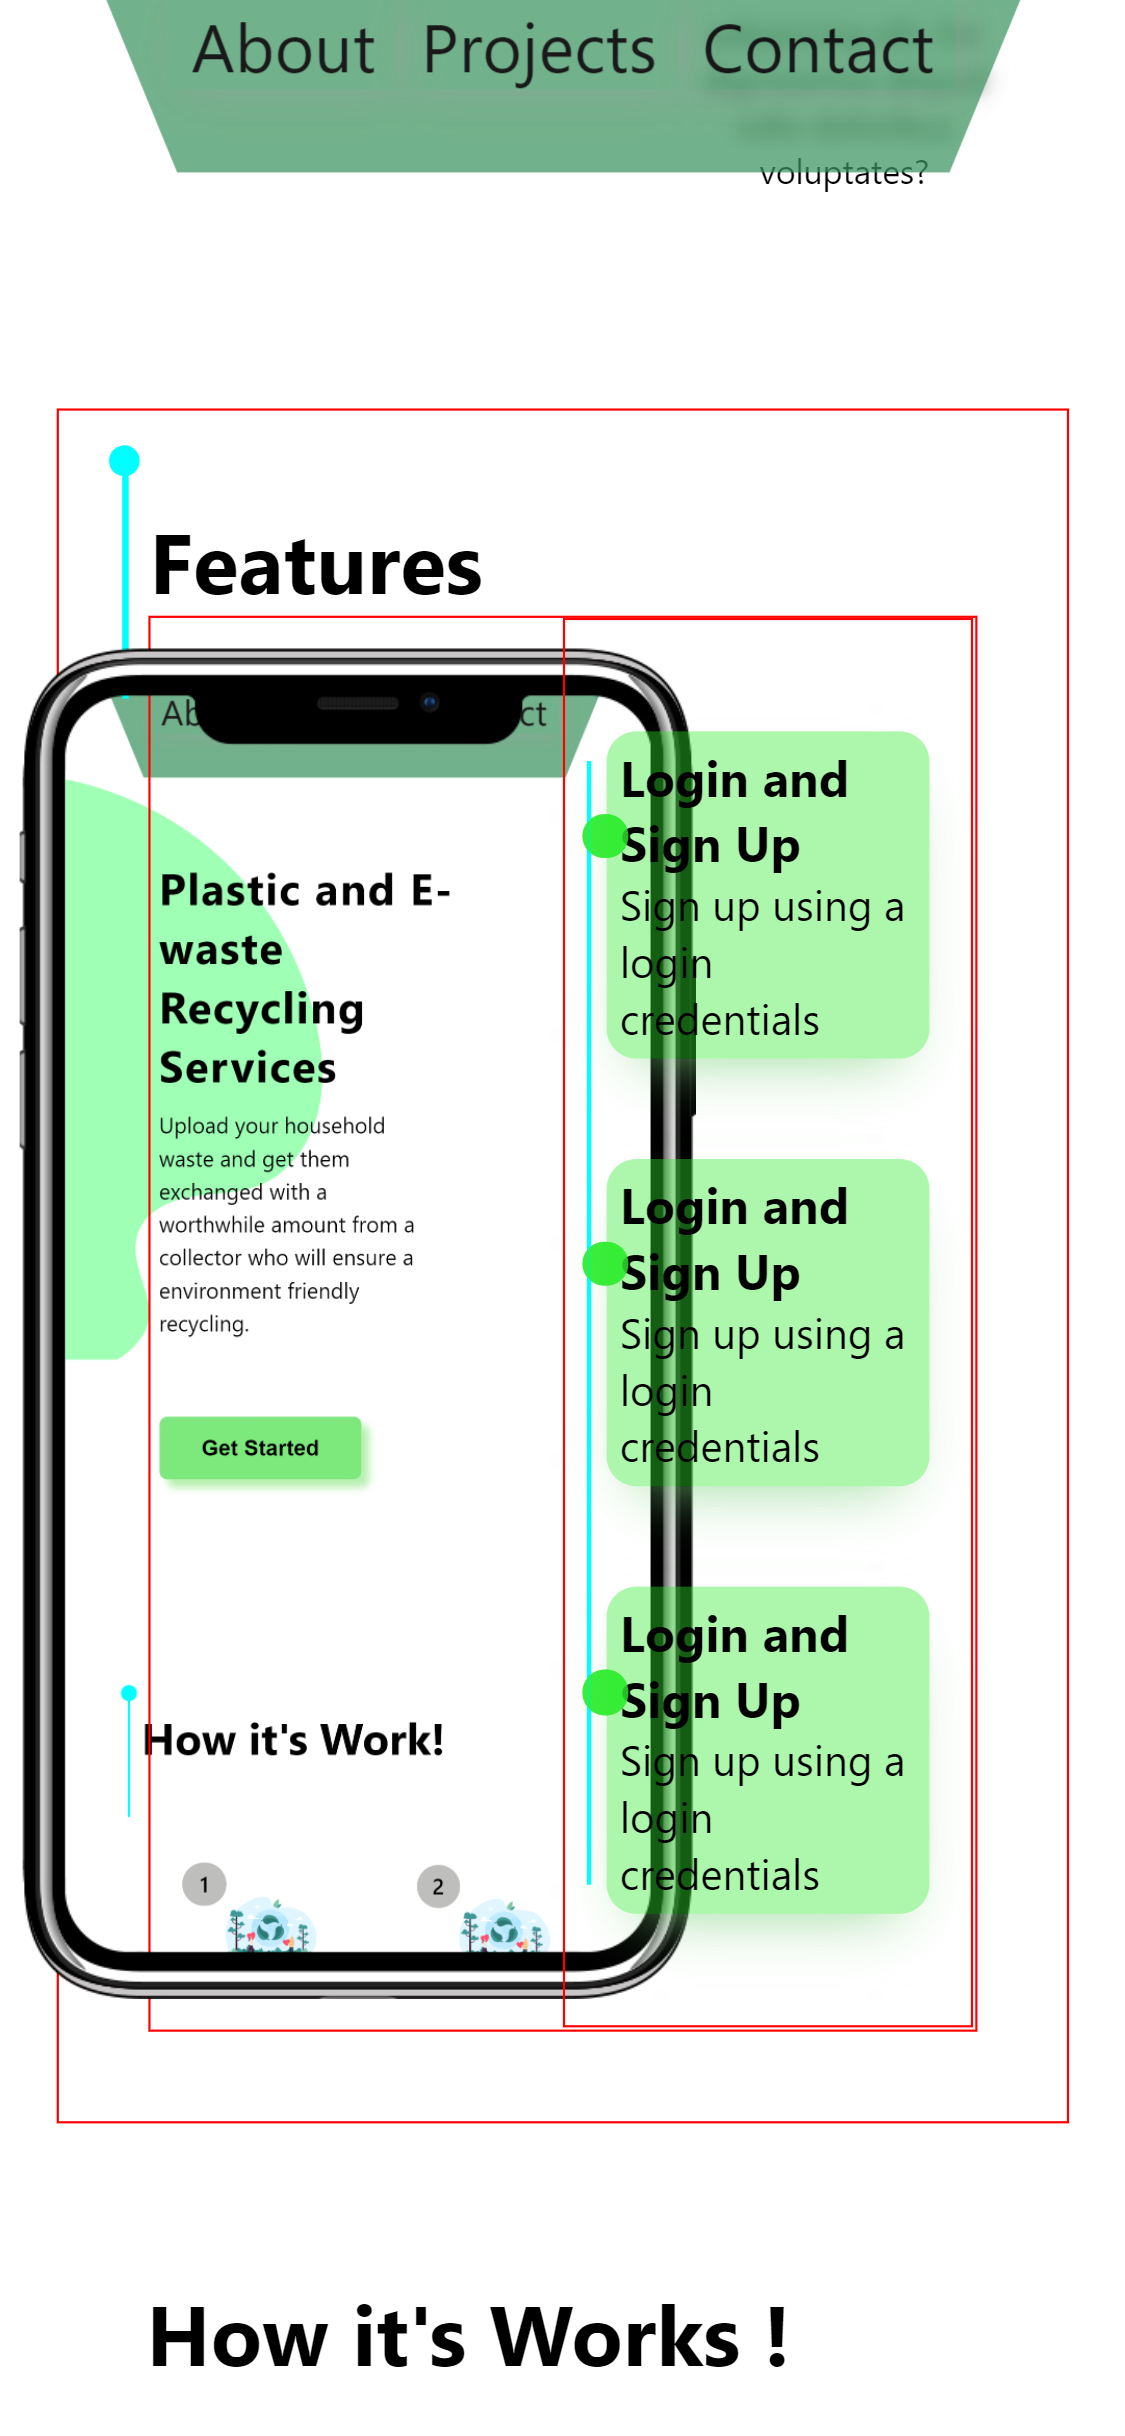 About Projects Contact
voluptates?
Features
Ab ct
Plastic and E-
waste
Recycling
Services
Upload your household
waste and get them
exchanged with a
worthwhile amount from a
collector who will ensure a
environment friendly
recycling.
Get Started
How it's Work!
1 2
Login and
Sign Up
Sign up using a
login
credentials
Login and
Sign Up
Sign up using a
login
credentials
Login and
Sign Up
Sign up using a
login
credentials
How it's Works !